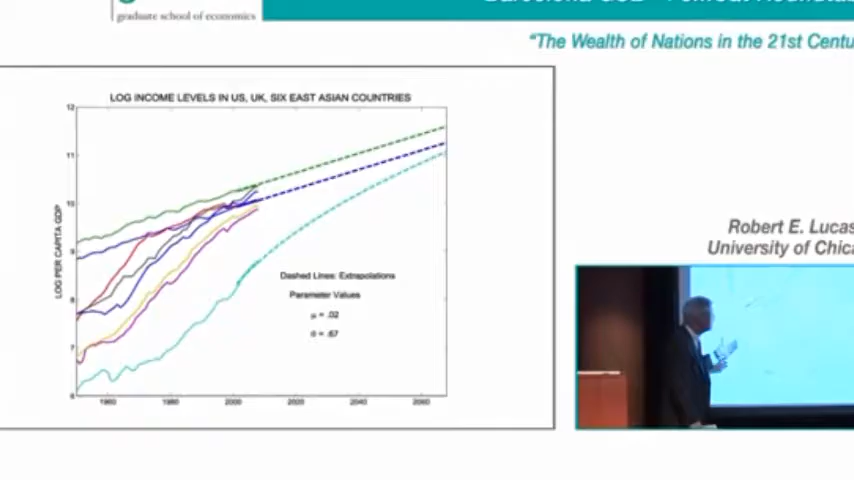 graduate school of economics
"The Wealth of Nations in the 21st Centu
LOG INCOME LEVELS IN US, UK, SIX EAST ASIAN COUNTRIES
12
11
10
9
8
7
6
LOG PER CAPITA GDP
Dashed Lines: Extrapolations
Parameter Values
μ = .02
θ = .67
1960
1980
2000
2020
2040
2060
Robert E. Lucas
University of Chica